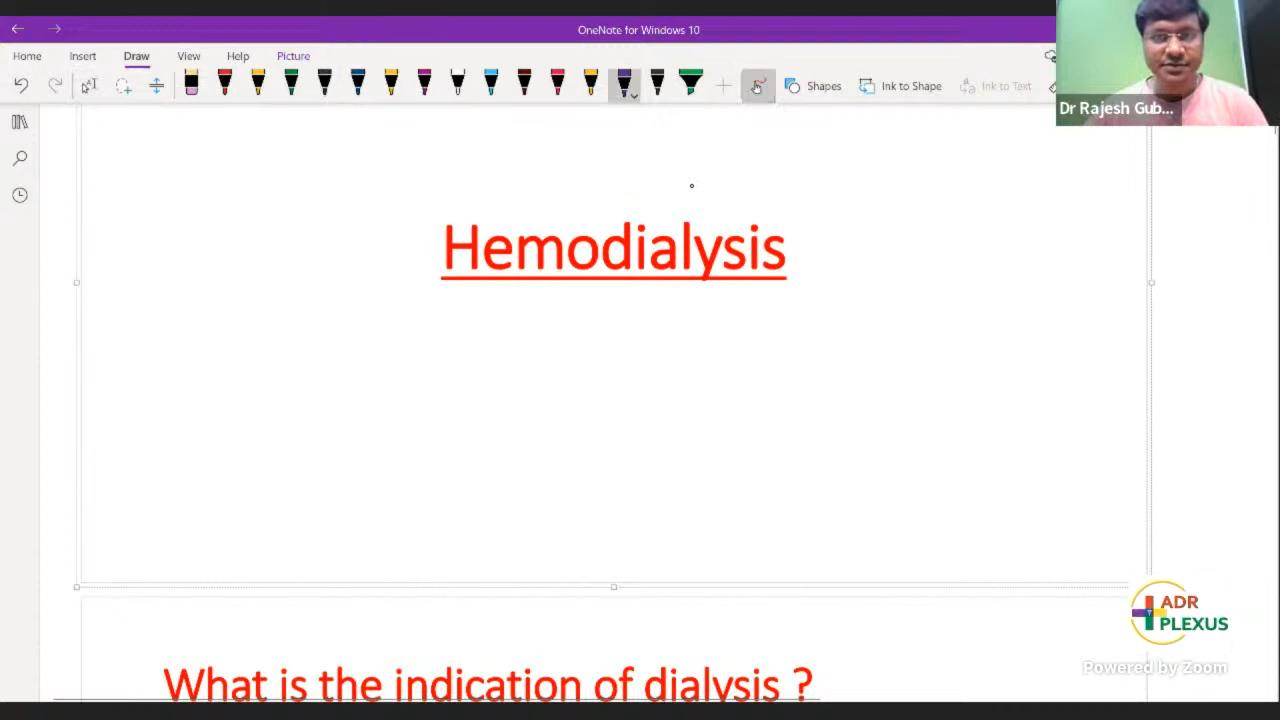 OneNote for Windows 10
Home Insert Draw View Help Picture
Shapes Ink to Shape Ink to Text
Dr Rajesh Gub...
Hemodialysis
ADR
PLEXUS
Powered by Zoom
What is the indication of dialysis ?